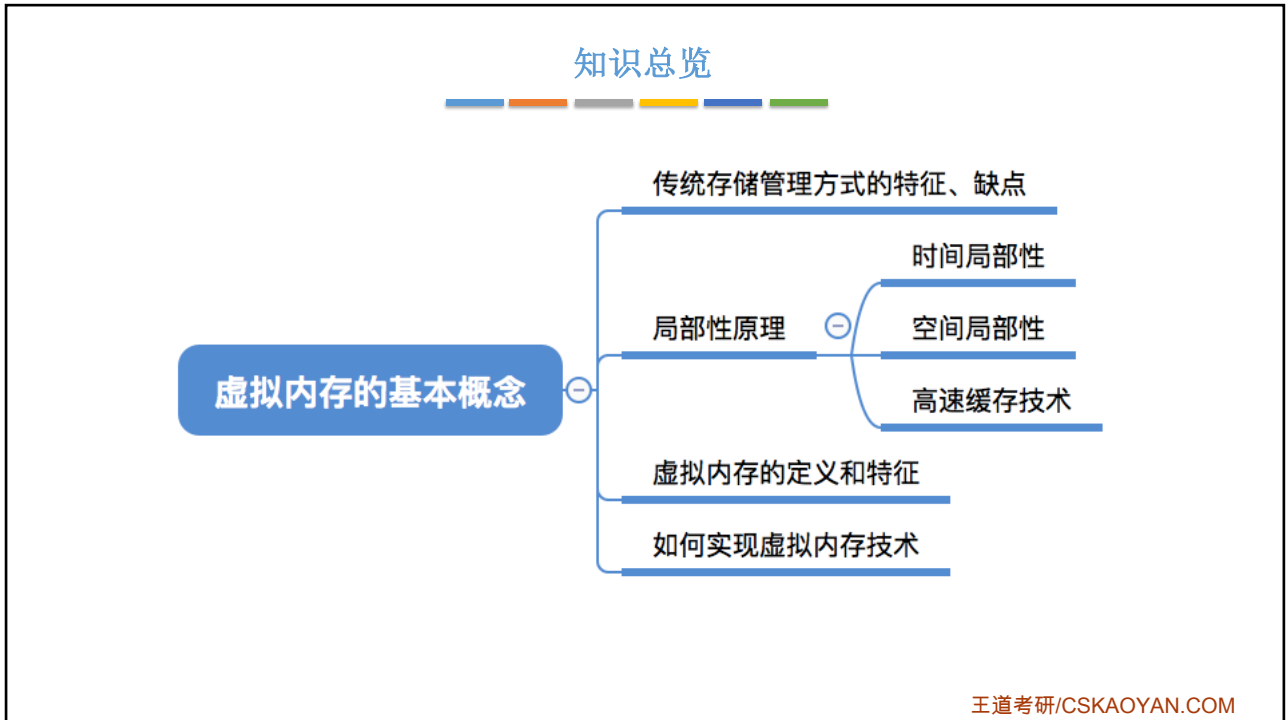 知识总览
传统存储管理方式的特征、缺点
时间局部性
局部性原理
空间局部性
高速缓存技术
虚拟内存的基本概念
虚拟内存的定义和特征
如何实现虚拟内存技术
王道考研/CSKAOYAN.COM